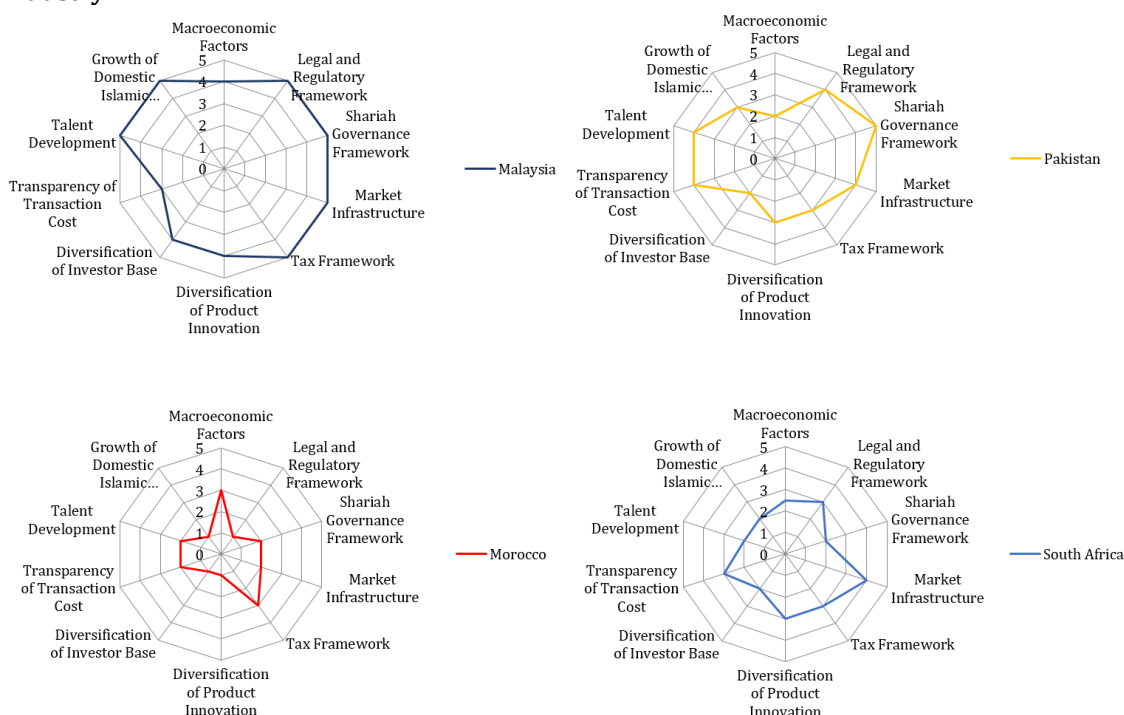 Macroeconomic
Factors
Growth of
Domestic
Islamic...
Legal and
Regulatory
Framework
Talent
Development
Shariah
Governance
Framework
Transparency of
Transaction
Cost
Market
Infrastructure
Diversification
of Investor Base
Tax Framework
Diversification
of Product
Innovation
5
4
3
2
1
0
Malaysia
Macroeconomic
Factors
Growth of
Domestic
Islamic...
Legal and
Regulatory
Framework
Talent
Development
Shariah
Governance
Framework
Transparency
of Transaction
Cost
Market
Infrastructure
Diversification
of Investor Base
Tax Framework
Diversification
of Product
Innovation
5
4
3
2
1
0
Pakistan
Macroeconomic
Factors
Growth of
Domestic
Islamic...
Legal and
Regulatory
Framework
Talent
Development
Shariah
Governance
Framework
Transparency
of Transaction
Cost
Market
Infrastructure
Diversification
of Investor Base
Tax Framework
Diversification
of Product
Innovation
5
4
3
2
1
0
Morocco
Macroeconomic
Factors
Growth of
Domestic
Islamic...
Legal and
Regulatory
Framework
Talent
Development
Shariah
Governance
Framework
Transparency
of Transaction
Cost
Market
Infrastructure
Diversification
of Investor Base
Tax Framework
Diversification
of Product
Innovation
5
4
3
2
1
0
South Africa